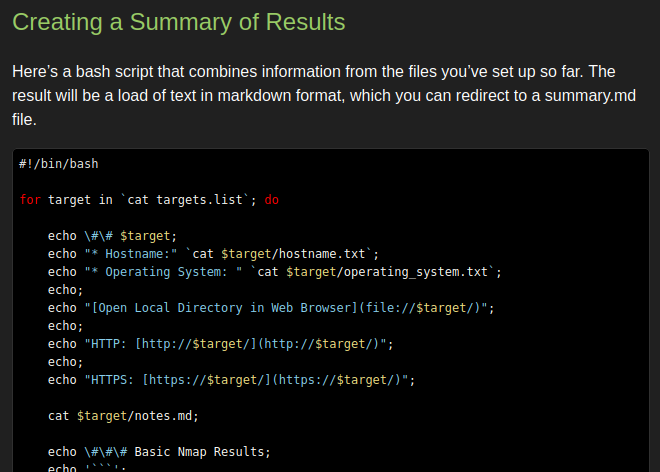 Creating a Summary of Results
Here’s a bash script that combines information from the files you’ve set up so far. The
result will be a load of text in markdown format, which you can redirect to a summary.md
file.
#!/bin/bash
for target in `cat targets.list`; do
echo \#\# $target;
echo "* Hostname:" `cat $target/hostname.txt`;
echo "* Operating System: " `cat $target/operating_system.txt`;
echo;
echo "[Open Local Directory in Web Browser](file://$target/)";
echo;
echo "HTTP: [http://$target/](http://$target/)";
echo;
echo "HTTPS: [https://$target/](https://$target/)";
cat $target/notes.md;
echo \#\#\# Basic Nmap Results;
echo '```';